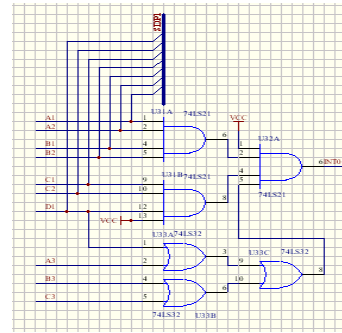 U31A
74LS21
VCC
U32A
A1
1
A2
2
6
1
B1
4
2
B2
5
6
INT0
4
U31B
74LS21
5
C1
9
C2
10
74LS21
8
D1
12
VCC
13
U33A
74LS32
1
3
U33C
74LS32
A3
2
9
B3
4
10
8
6
C3
5
74LS32
U33B